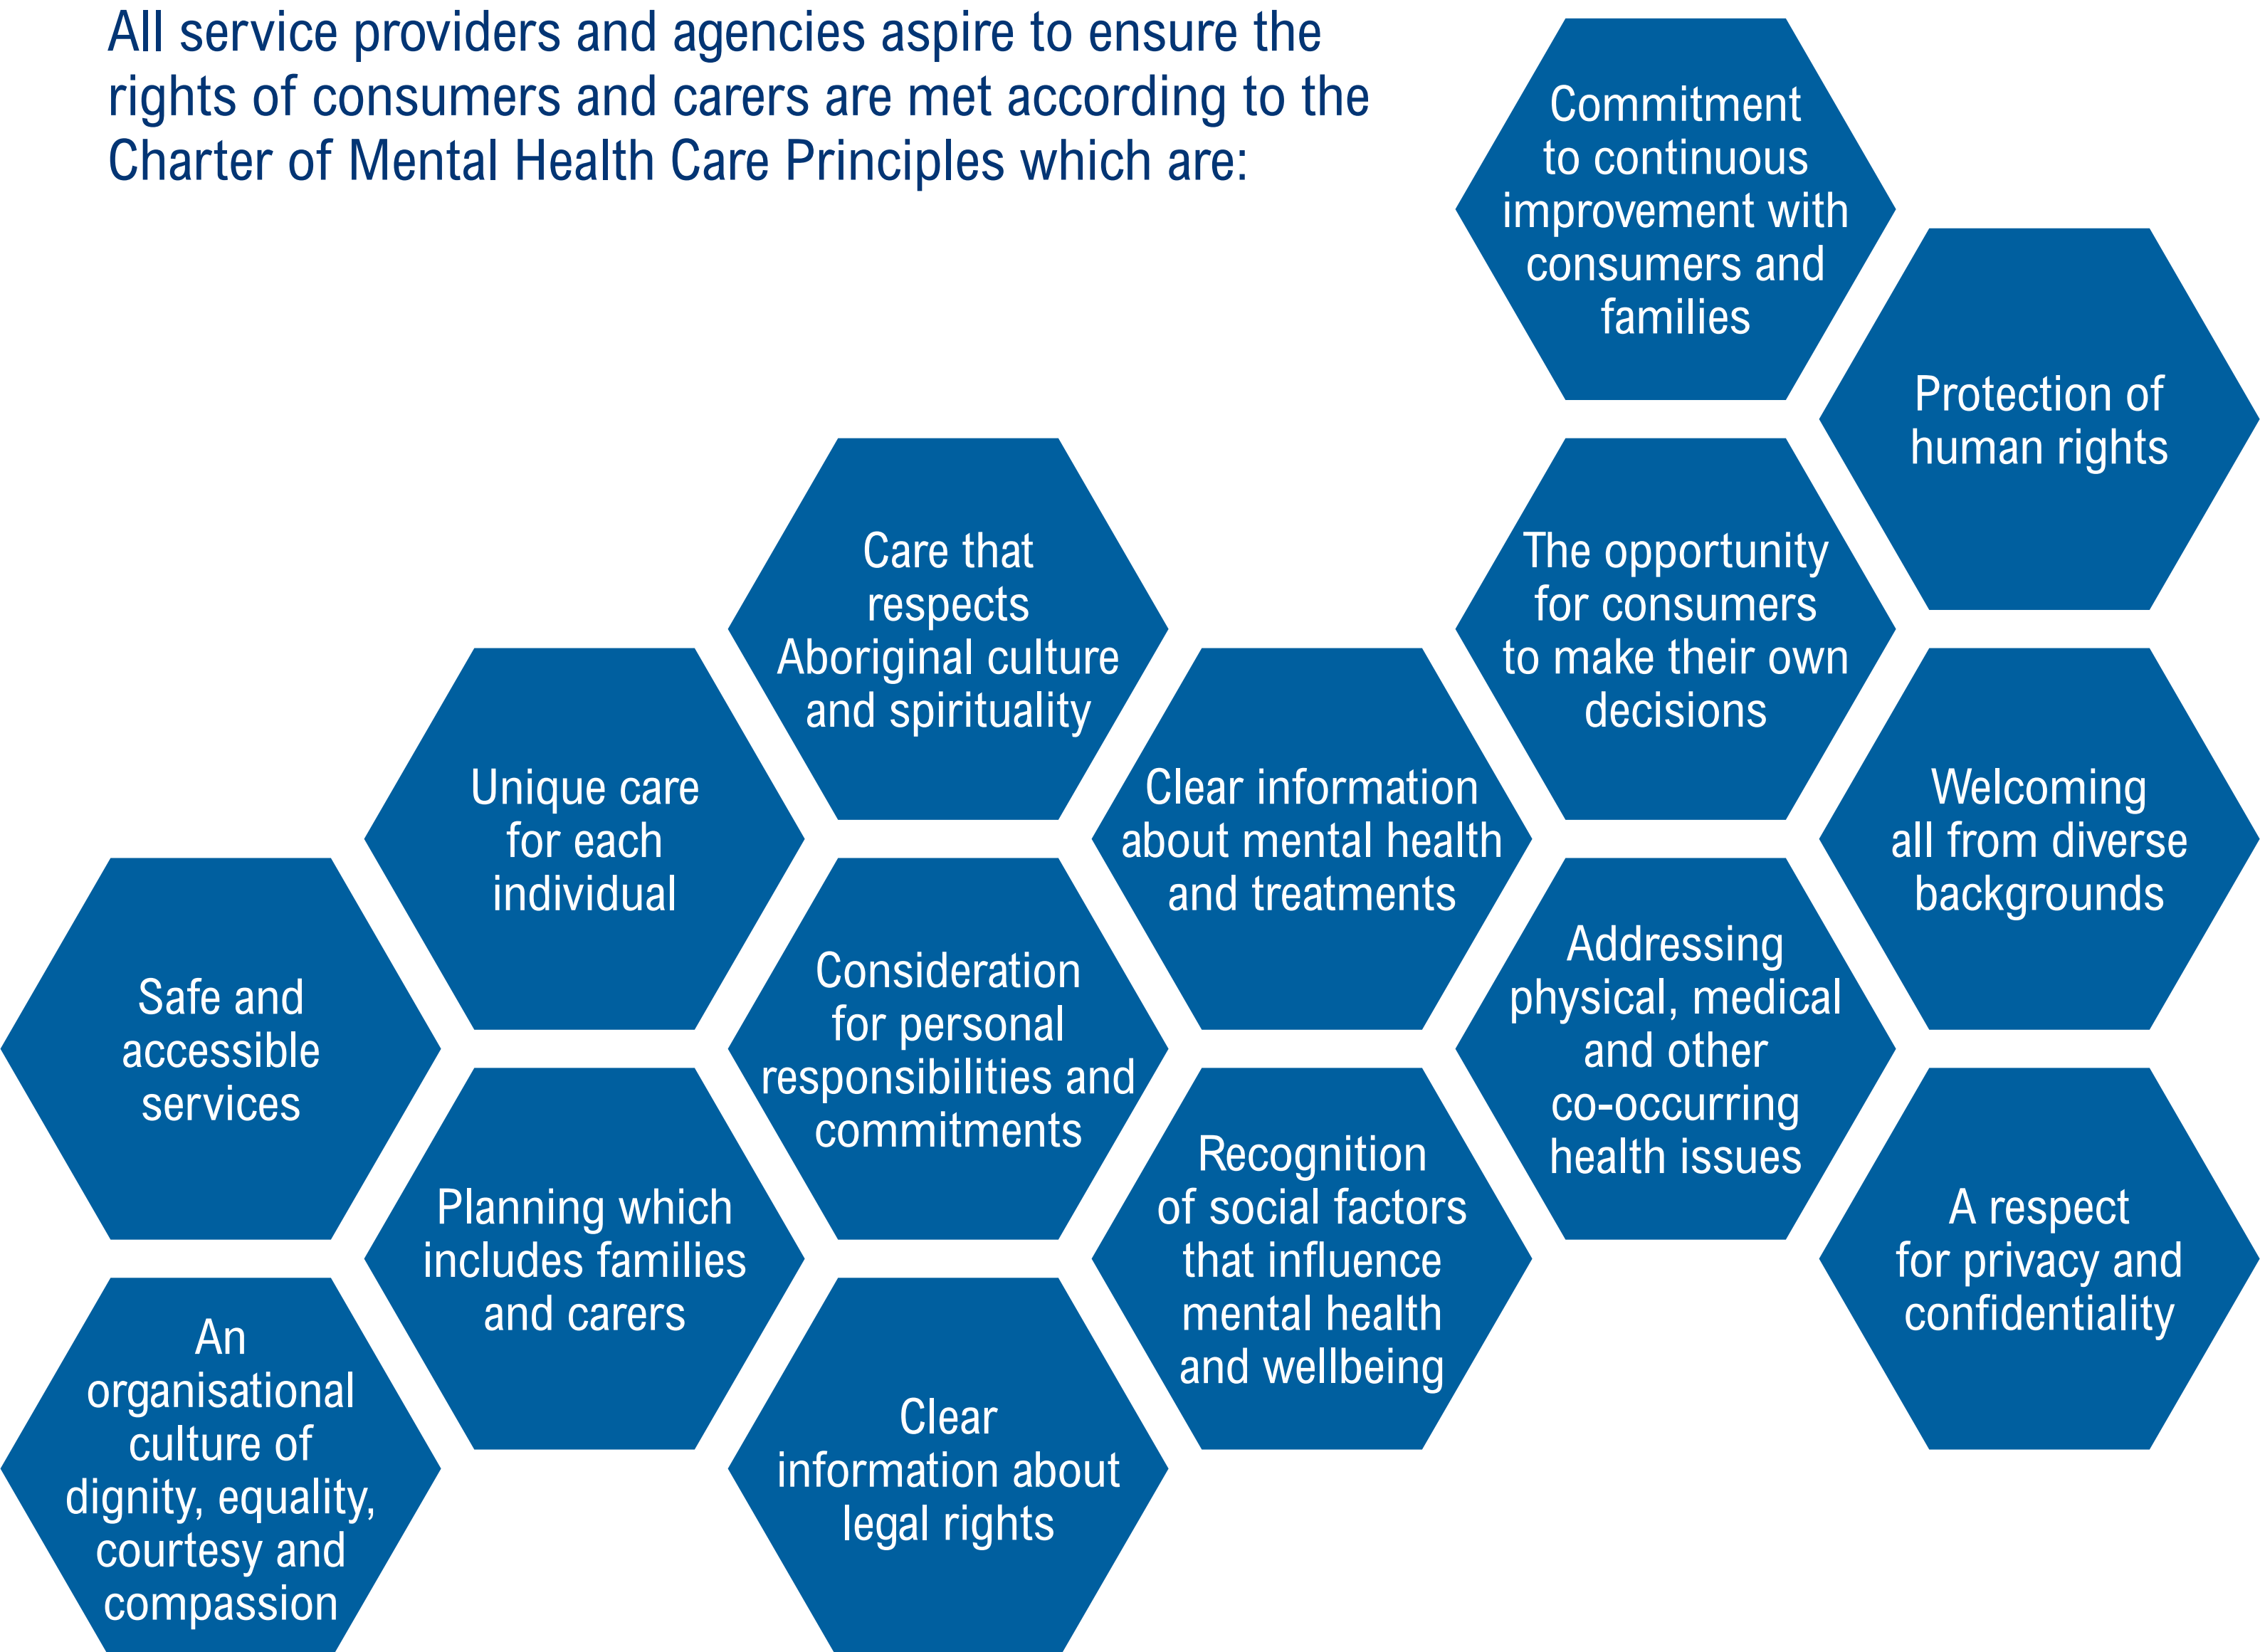 All service providers and agencies aspire to ensure the
rights of consumers and carers are met according to the
Charter of Mental Health Care Principles which are:
Commitment
to continuous
improvement with
consumers and
families
Protection of
human rights
Care that
respects
Aboriginal culture
and spirituality
The opportunity
for consumers
to make their own
decisions
Unique care
for each
individual
Clear information
about mental health
and treatments
Welcoming
all from diverse
backgrounds
Safe and
accessible
services
Consideration
for personal
responsibilities and
commitments
Addressing
physical, medical
and other
co-occurring
health issues
Planning which
includes families
and carers
Recognition
of social factors
that influence
mental health
and wellbeing
A respect
for privacy and
confidentiality
An
organisational
culture of
dignity, equality,
courtesy and
compassion
Clear
information about
legal rights